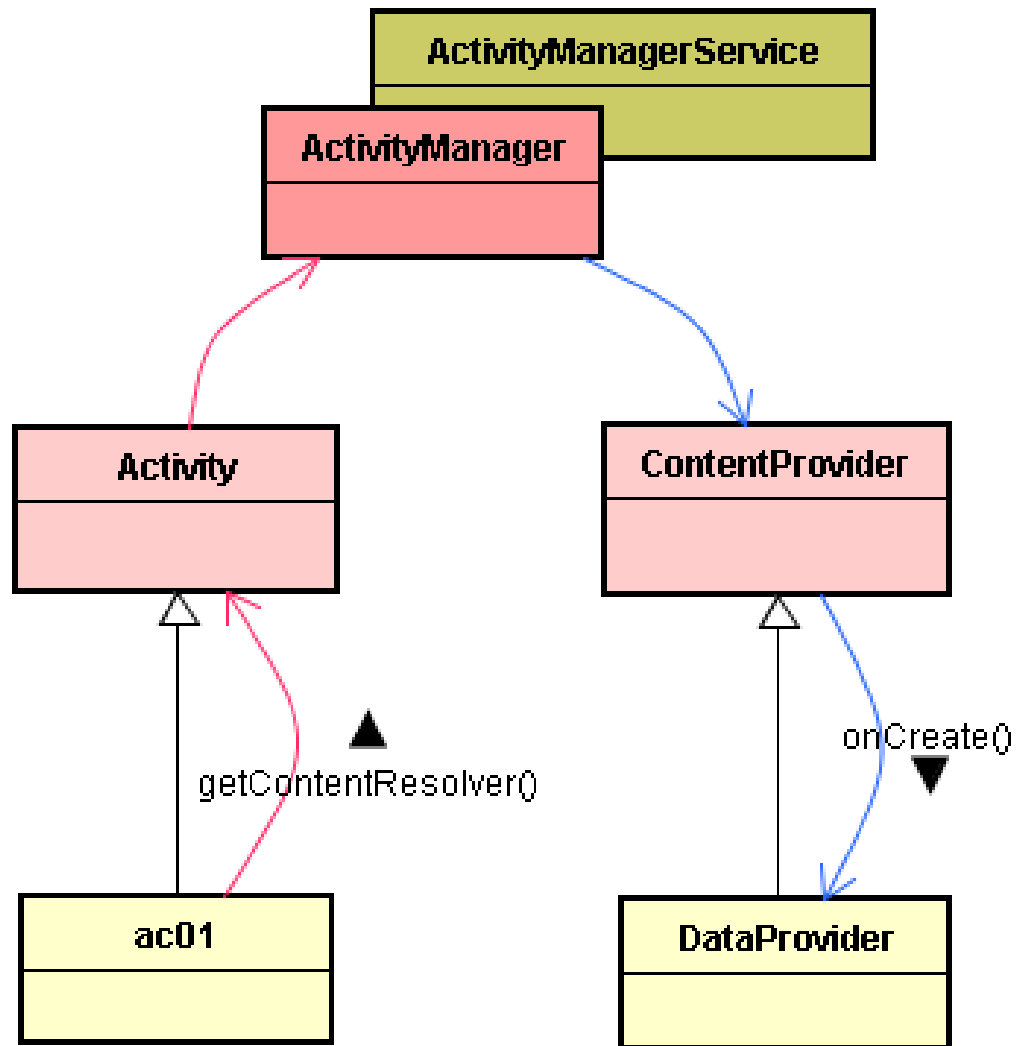 ActivityManagerService
ActivityManager
Activity
ContentProvider
onCreate()
getContentResolver()
ac01
DataProvider